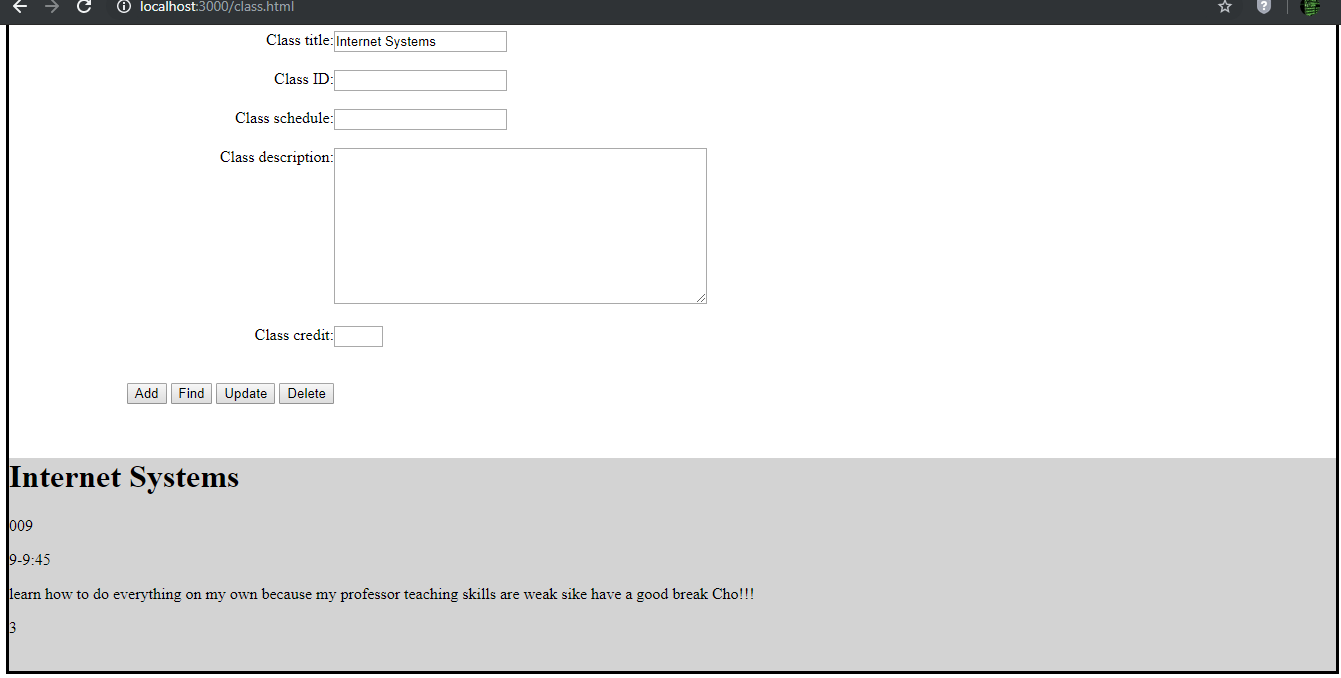 localhost:3000/class.html
Class title: Internet Systems
Class ID:
Class schedule:
Class description:
Class credit:
Add Find Update Delete
Internet Systems
009
9-9:45
learn how to do everything on my own because my professor teaching skills are weak sike have a good break Cho!!!
3